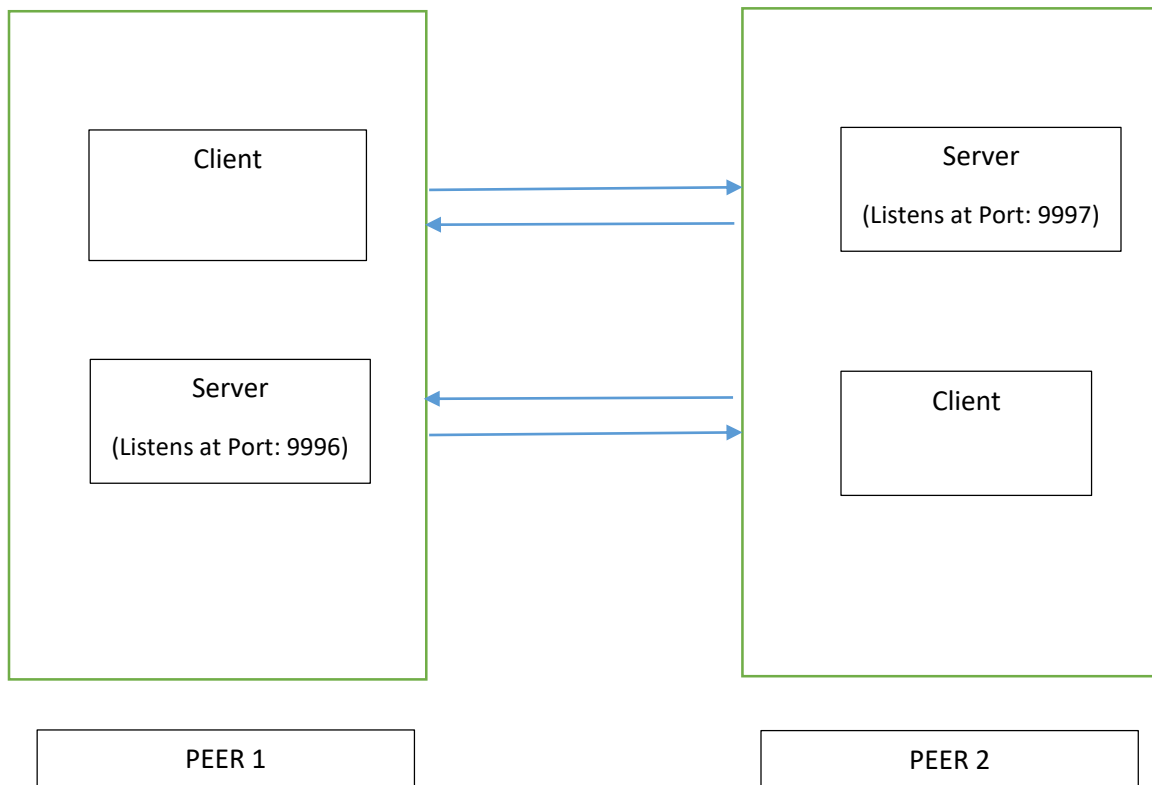 Client
Server
(Listens at Port: 9997)
Server
(Listens at Port: 9996)
Client
PEER 1
PEER 2